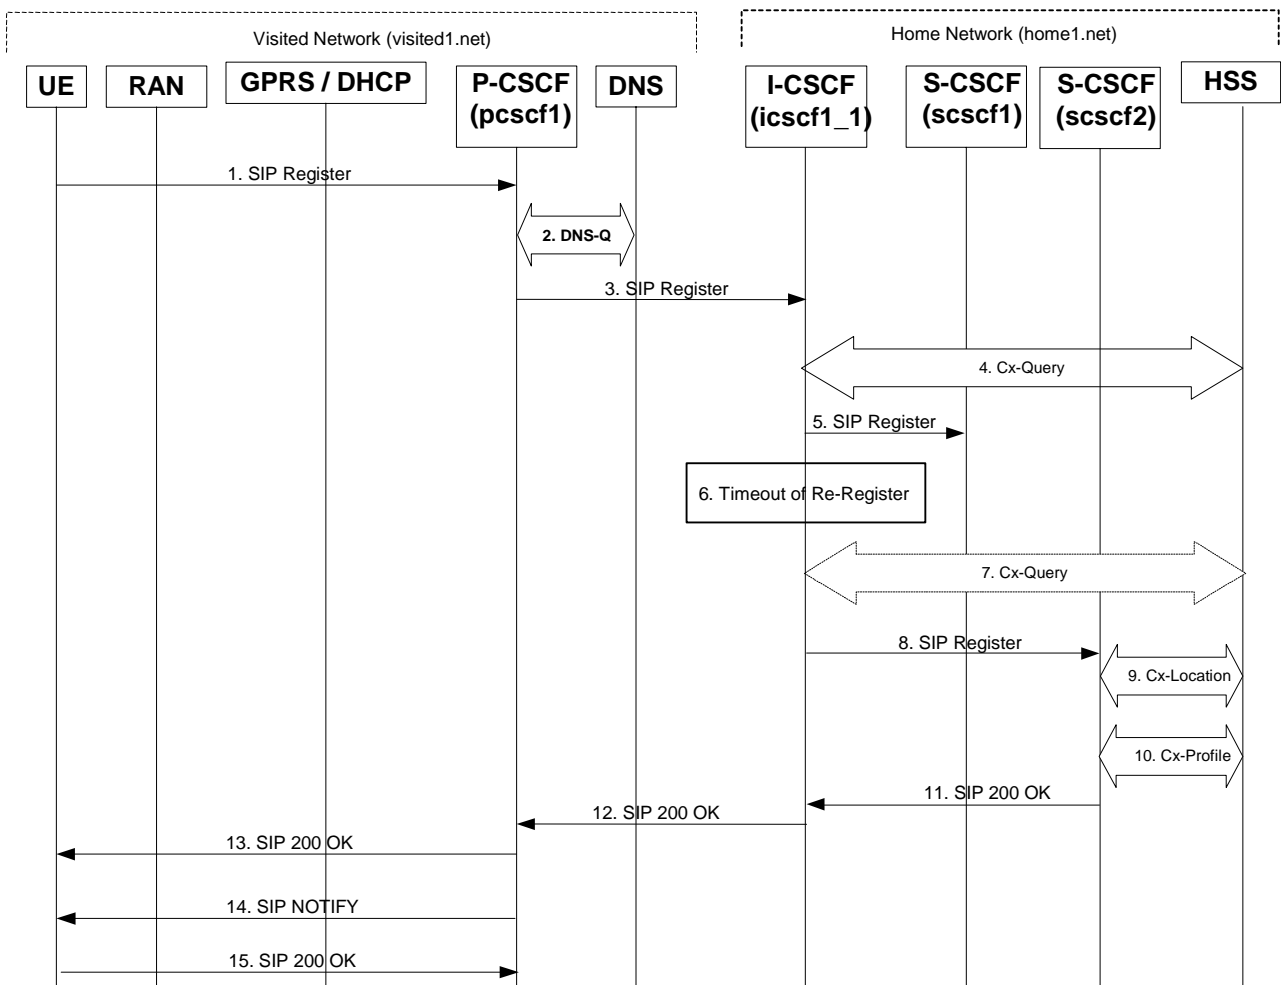 Visited Network (visited1.net)
Home Network (home1.net)
UE
RAN
GPRS / DHCP
P-CSCF
(pcscf1)
DNS
I-CSCF
(icscf1_1)
S-CSCF
(scscf1)
S-CSCF
(scscf2)
HSS
1. SIP Register
2. DNS-Q
3. SIP Register
4. Cx-Query
5. SIP Register
6. Timeout of Re-Register
7. Cx-Query
8. SIP Register
9. Cx-Location
10. Cx-Profile
11. SIP 200 OK
12. SIP 200 OK
13. SIP 200 OK
14. SIP NOTIFY
15. SIP 200 OK